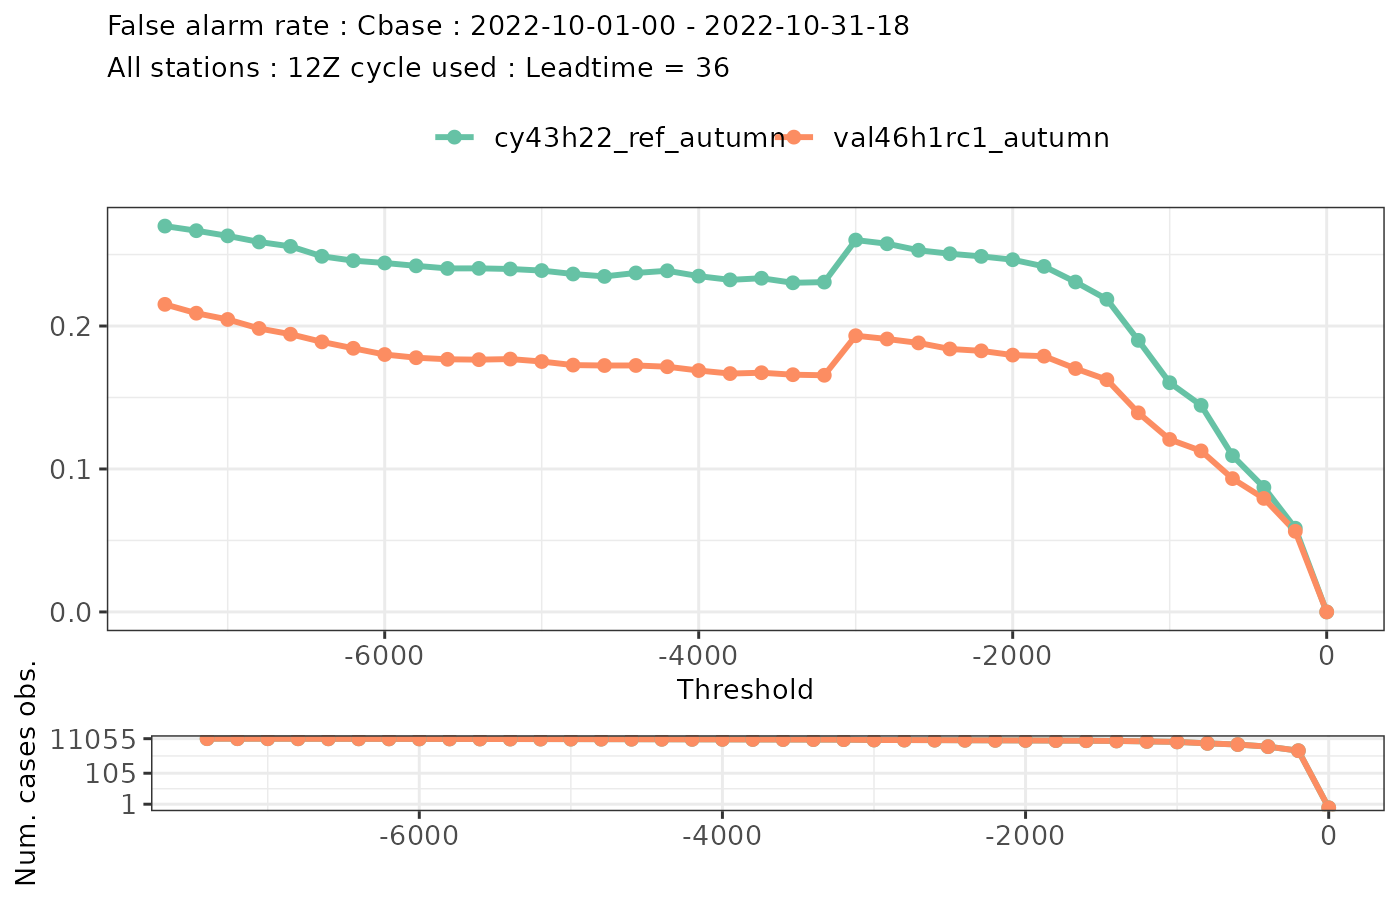 False alarm rate : Cbase : 2022-10-01-00 - 2022-10-31-18
All stations : 12Z cycle used : Leadtime = 36
cy43h22_ref_autumn val46h1rc1_autumn
0.2
0.1
0.0
-6000 -4000 -2000 0
Threshold
Num. cases obs.
11055
105
1
-6000 -4000 -2000 0